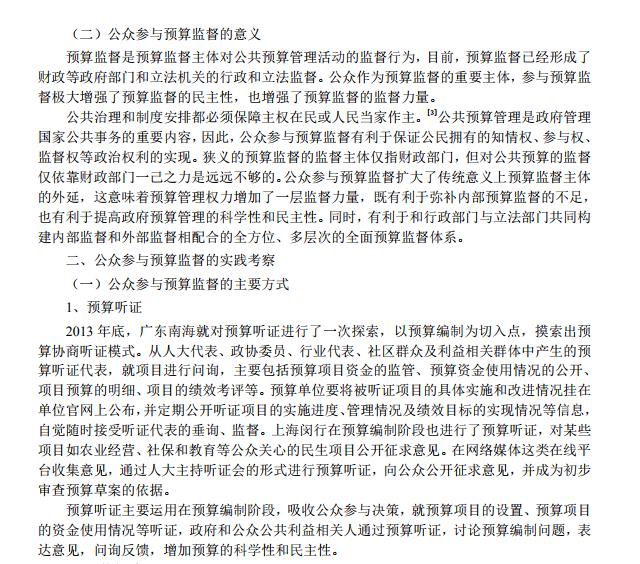 （二）公众参与预算监督的意义
预算监督是预算监督主体对公共预算管理活动的监督行为，目前，预算监督已经形成了
财政等政府部门和立法机关的行政和立法监督。公众作为预算监督的重要主体，参与预算监
督极大增强了预算监督的民主性，也增强了预算监督的监督力量。
公共治理和制度安排都必须保障主权在民或人民当家作主。[3]公共预算管理是政府管理
国家公共事务的重要内容，因此，公众参与预算监督有利于保证公民拥有的知情权、参与权、
监督权等政治权利的实现。狭义的预算监督的监督主体仅指财政部门，但对公共预算的监督
仅依靠财政部门一己之力是远远不够的。公众参与预算监督扩大了传统意义上预算监督主体
的外延，这意味着预算管理权力增加了一层监督力量，既有利于弥补内部预算监督的不足，
也有利于提高政府预算管理的科学性和民主性。同时，有利于和行政部门与立法部门共同构
建内部监督和外部监督相配合的全方位、多层次的全面预算监督体系。
二、公众参与预算监督的实践考察
（一）公众参与预算监督的主要方式
1、预算听证
2013 年底，广东南海就对预算听证进行了一次探索，以预算编制为切入点，摸索出预
算协商听证模式。从人大代表、政协委员、行业代表、社区群众及利益相关群体中产生的预
算听证代表，就项目进行问询，主要包括预算项目资金的监管、预算资金使用情况的公开、
项目预算的明细、项目的绩效考评等。预算单位要将被听证项目的具体实施和改进情况挂在
单位官网上公布，并定期公开听证项目的实施进度、管理情况及绩效目标的实现情况等信息，
自觉随时接受听证代表的垂询、监督。上海闵行在预算编制阶段也进行了预算听证，对某些
项目如农业经营、社保和教育等公众关心的民生项目公开征求意见。在网络媒体这类在线平
台收集意见，通过人大主持听证会的形式进行预算听证，向公众公开征求意见，并成为初步
审查预算草案的依据。
预算听证主要运用在预算编制阶段，吸收公众参与决策，就预算项目的设置、预算项目
的资金使用情况等听证，政府和公众公共利益相关人通过预算听证，讨论预算编制问题，表
达意见，问询反馈，增加预算的科学性和民主性。